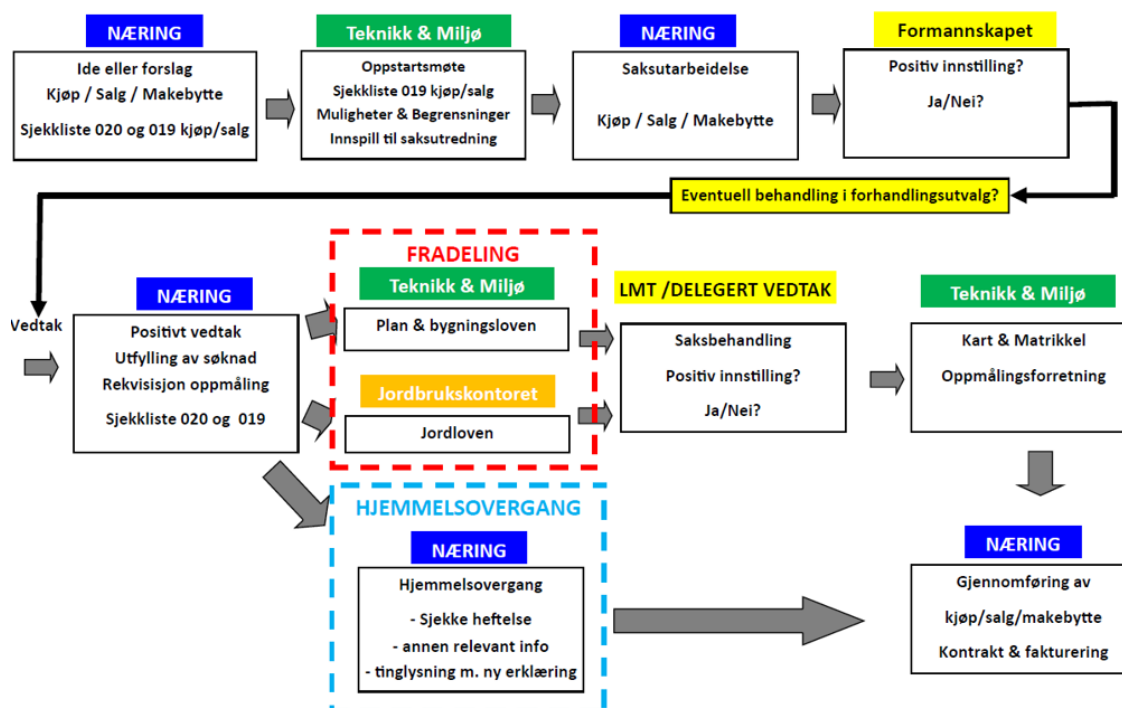 NÆRING
Ide eller forslag
Kjøp / Salg / Makebytte
Sjekkliste 020 og 019 kjøp/salg
Teknikk & Miljø
Oppstartsmøte
Sjekkliste 019 kjøp/salg
Muligheter & Begrensninger
Innspill til saksutredning
NÆRING
Saksutarbeidelse
Kjøp / Salg / Makebytte
Formannskapet
Positiv innstilling?
Ja/Nei?
Eventuell behandling i forhandlingsutvalg?
Vedtak
NÆRING
Positivt vedtak
Utfylling av søknad
Rekvisisjon oppmåling
Sjekkliste 020 og 019
FRADELING
Teknikk & Miljø
Plan & bygningsloven
Jordbrukskontoret
Jordloven
LMT /DELEGERT VEDTAK
Saksbehandling
Positiv innstilling?
Ja/Nei?
Teknikk & Miljø
Kart & Matrikkel
Oppmålingsforretning
HJEMMELSOVERGANG
NÆRING
Hjemmelsovergang
- Sjekke heftelse
- annen relevant info
- tinglysning m. ny erklæring
NÆRING
Gjennomføring av
kjøp/salg/makebytte
Kontrakt & fakturering